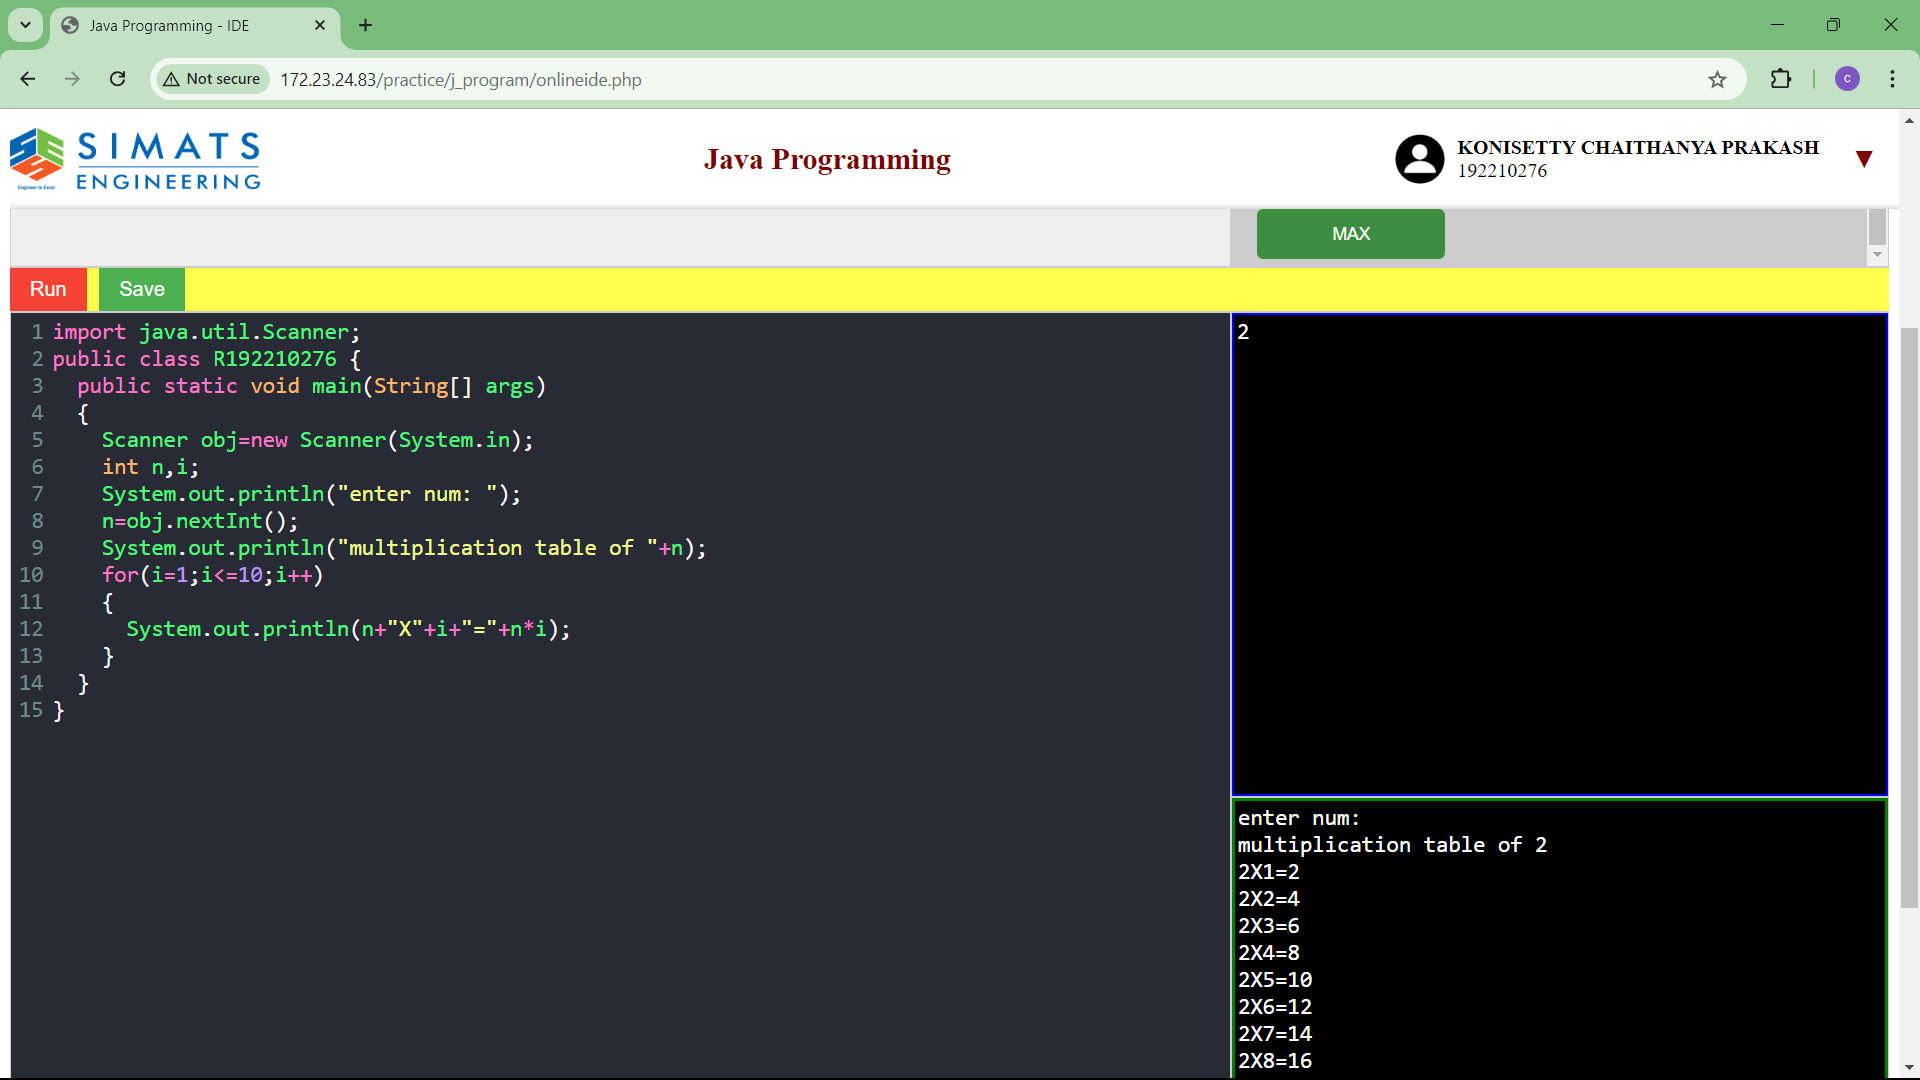 Java Programming - IDE
Not secure
172.23.24.83/practice/j_program/onlineide.php
C
SIMATS
ENGINEERING
Engineer to Excel
Java Programming
KONISETTY CHAITHANYA PRAKASH
192210276
MAX
Run
Save
1 import java.util.Scanner;
2 public class R192210276 {
3   public static void main(String[] args)
4   {
5     Scanner obj=new Scanner(System.in);
6     int n,i;
7     System.out.println("enter num: ");
8     n=obj.nextInt();
9     System.out.println("multiplication table of "+n);
10     for(i=1;i<=10;i++)
11     {
12       System.out.println(n+"X"+i+"="+n*i);
13     }
14   }
15 }
2
enter num:
multiplication table of 2
2X1=2
2X2=4
2X3=6
2X4=8
2X5=10
2X6=12
2X7=14
2X8=16